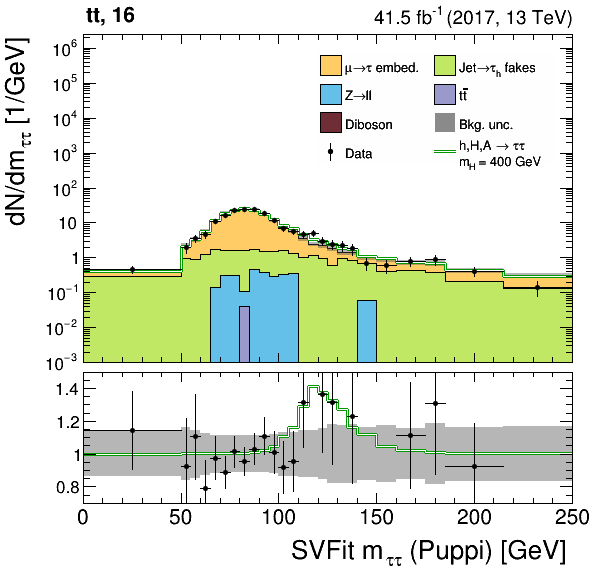 tt, 16
41.5 fb⁻¹ (2017, 13 TeV)
dN/dm_ττ [1/GeV]
10⁶
10⁵
10⁴
10³
10²
10
1
10⁻¹
10⁻²
10⁻³
μ→τ embed.
Jet→τ_h fakes
Z→ll
tt̄
Diboson
Bkg. unc.
Data
h,H,A → ττ
m_H = 400 GeV
1.4
1.2
1
0.8
0 50 100 150 200 250
SVFit m_ττ (Puppi) [GeV]